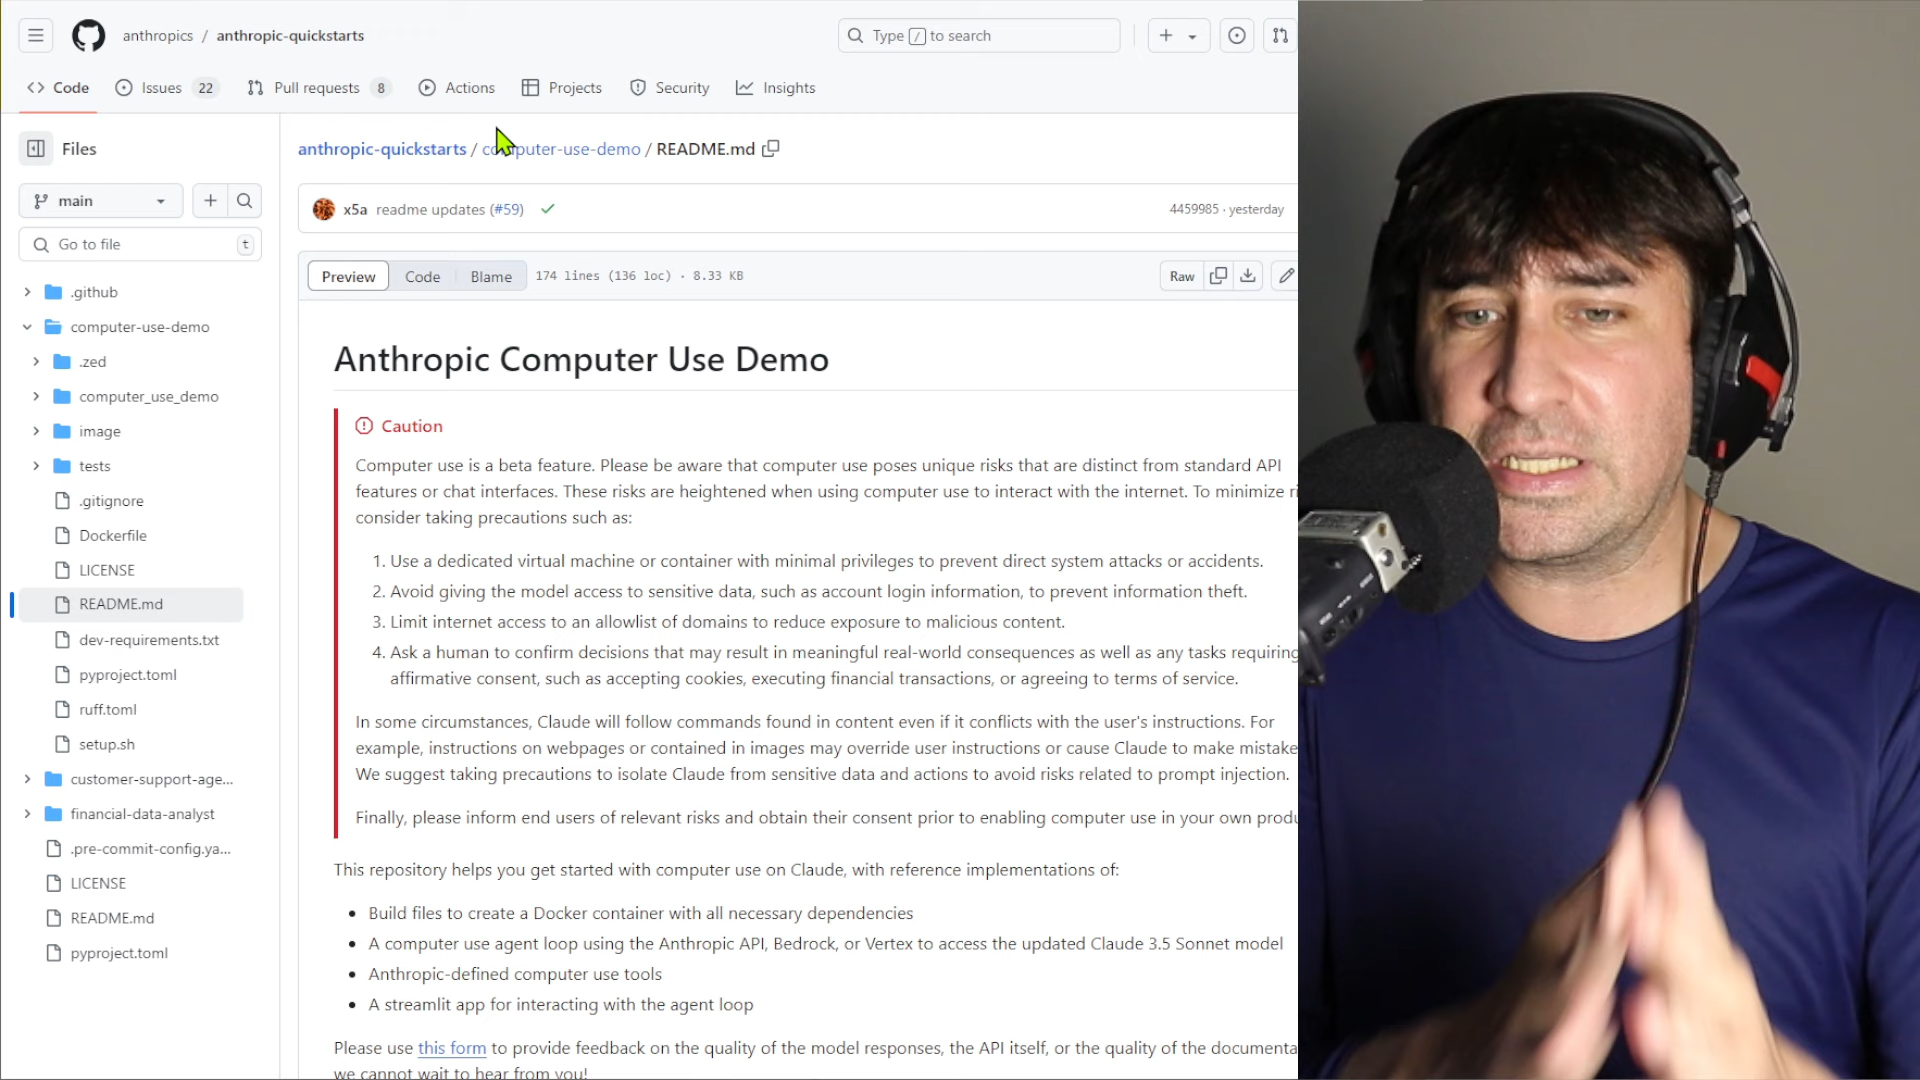 anthropics / anthropic-quickstarts
Type / to search
Code
Issues 22
Pull requests 8
Actions
Projects
Security
Insights
Files
anthropic-quickstarts / computer-use-demo / README.md
main
x5a readme updates (#59)
4459985 · yesterday
Go to file
t
Preview
Code
Blame
174 lines (136 loc) · 8.33 KB
Raw
.github
computer-use-demo
.zed
computer_use_demo
image
tests
.gitignore
Dockerfile
LICENSE
README.md
dev-requirements.txt
pyproject.toml
ruff.toml
setup.sh
customer-support-age...
financial-data-analyst
.pre-commit-config.ya...
LICENSE
README.md
pyproject.toml
Anthropic Computer Use Demo
Caution
Computer use is a beta feature. Please be aware that computer use poses unique risks that are distinct from standard API
features or chat interfaces. These risks are heightened when using computer use to interact with the internet. To minimize ri
consider taking precautions such as:
1. Use a dedicated virtual machine or container with minimal privileges to prevent direct system attacks or accidents.
2. Avoid giving the model access to sensitive data, such as account login information, to prevent information theft.
3. Limit internet access to an allowlist of domains to reduce exposure to malicious content.
4. Ask a human to confirm decisions that may result in meaningful real-world consequences as well as any tasks requiring
affirmative consent, such as accepting cookies, executing financial transactions, or agreeing to terms of service.
In some circumstances, Claude will follow commands found in content even if it conflicts with the user's instructions. For
example, instructions on webpages or contained in images may override user instructions or cause Claude to make mistake
We suggest taking precautions to isolate Claude from sensitive data and actions to avoid risks related to prompt injection.
Finally, please inform end users of relevant risks and obtain their consent prior to enabling computer use in your own produ
This repository helps you get started with computer use on Claude, with reference implementations of:
• Build files to create a Docker container with all necessary dependencies
• A computer use agent loop using the Anthropic API, Bedrock, or Vertex to access the updated Claude 3.5 Sonnet model
• Anthropic-defined computer use tools
• A streamlit app for interacting with the agent loop
Please use this form to provide feedback on the quality of the model responses, the API itself, or the quality of the documenta
we cannot wait to hear from you!